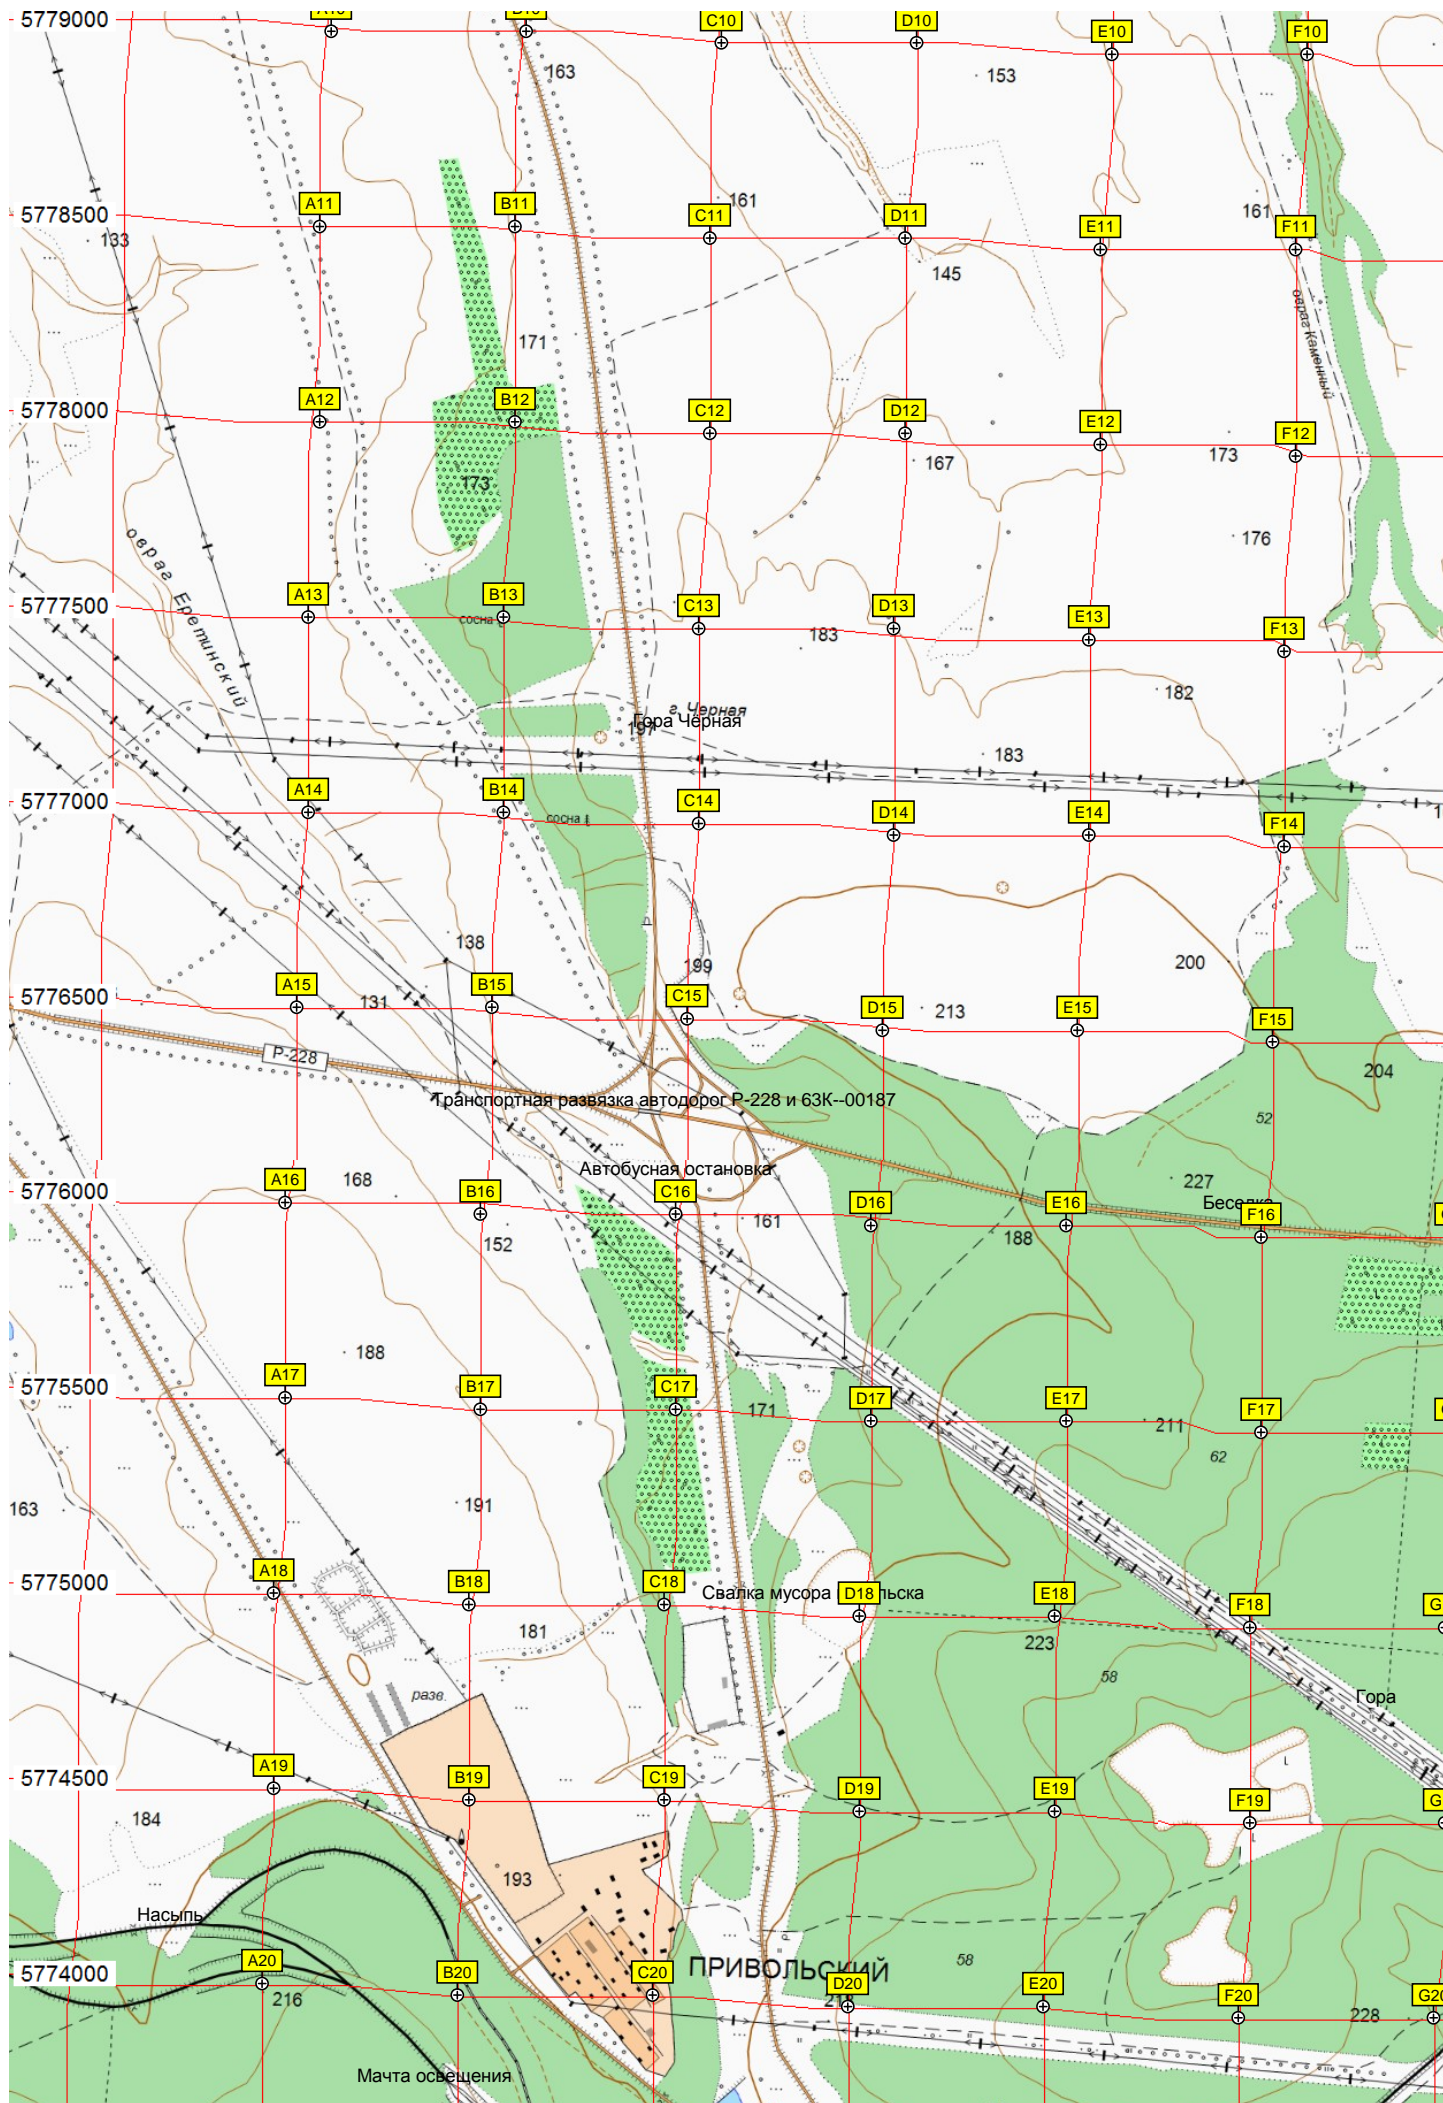 5779000
C10
D10
E10
F10
163
153
5778500
A11
B11
161
C11
D11
161
E11
F11
133
145
171
овраг Каменный
5778000
A12
B12
C12
D12
E12
F12
167
173
173
176
овраг Еретинский
5777500
A13
B13
C13
D13
E13
F13
сосна
183
182
г. Чёрная
Гора Чёрная
197
183
5777000
A14
B14
C14
D14
E14
F14
сосна
138
199
200
5776500
A15
131
B15
C15
D15
213
E15
F15
Р-228
204
Транспортная развязка автодорог Р-228 и 63К--00187
52
Автобусная остановка
5776000
A16
168
B16
C16
161
D16
E16
227
F16
152
188
188
5775500
A17
B17
C17
171
D17
E17
211
F17
62
163
191
5775000
A18
B18
C18
Свалка мусора
D18
E18
F18
G
181
223
разв.
58
Гора
5774500
A19
B19
C19
D19
E19
F19
G
184
193
Насыпь
5774000
A20
B20
C20
ПРИВОЛЬСКИЙ
58
216
D20
E20
F20
228
G20
Мачта освещения